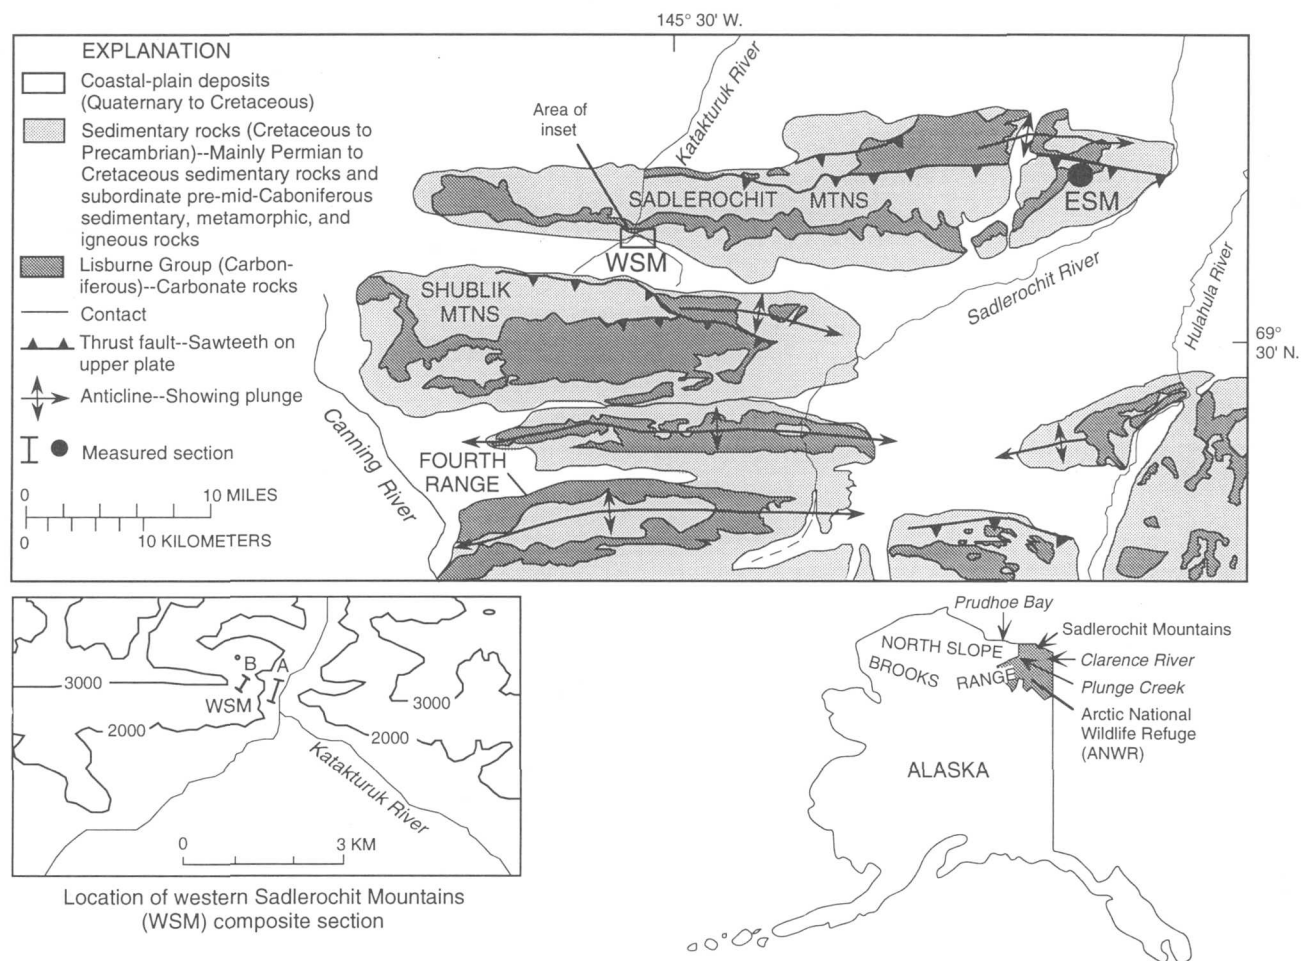 145° 30' W.
EXPLANATION
Coastal-plain deposits
(Quaternary to Cretaceous)
Sedimentary rocks (Cretaceous to
Precambrian)--Mainly Permian to
Cretaceous sedimentary rocks and
subordinate pre-mid-Caboniferous
sedimentary, metamorphic, and
igneous rocks
Lisburne Group (Carbon-
iferous)--Carbonate rocks
Contact
Thrust fault--Sawteeth on
upper plate
Anticline--Showing plunge
Measured section
0 10 MILES
0 10 KILOMETERS
Area of
inset
Katakturuk River
SADLEROCHIT MTNS
ESM
WSM
SHUBLIK
MTNS
Sadlerochit River
Hulahula River
69°
30' N.
Canning River
FOURTH
RANGE
B A
3000
WSM
3000
2000
2000
Katakturuk River
0 3 KM
Location of western Sadlerochit Mountains
(WSM) composite section
Prudhoe Bay
Sadlerochit Mountains
NORTH SLOPE
Clarence River
BROOKS RANGE
Plunge Creek
Arctic National
Wildlife Refuge
(ANWR)
ALASKA